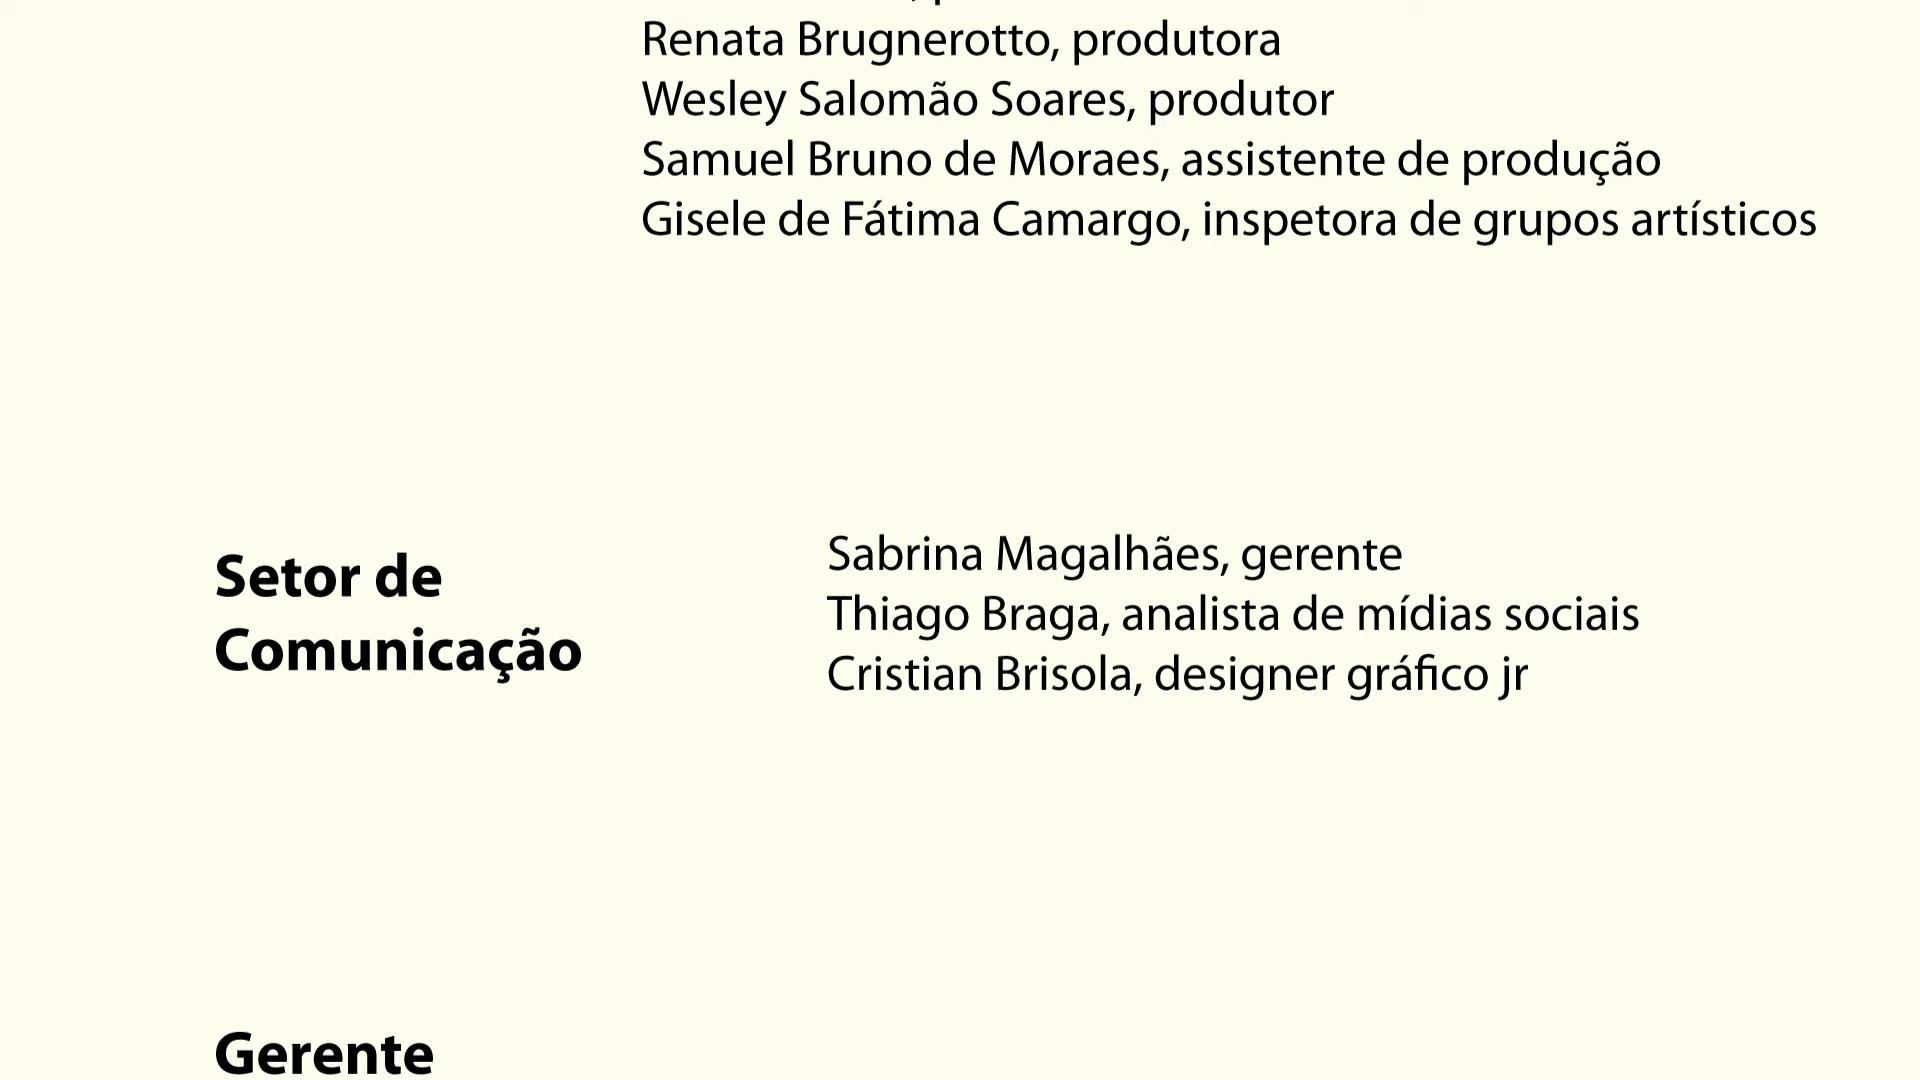 Renata Brugnerotto, produtora
Wesley Salomão Soares, produtor
Samuel Bruno de Moraes, assistente de produção
Gisele de Fátima Camargo, inspetora de grupos artísticos
Setor de
Comunicação
Sabrina Magalhães, gerente
Thiago Braga, analista de mídias sociais
Cristian Brisola, designer gráfico jr
Gerente